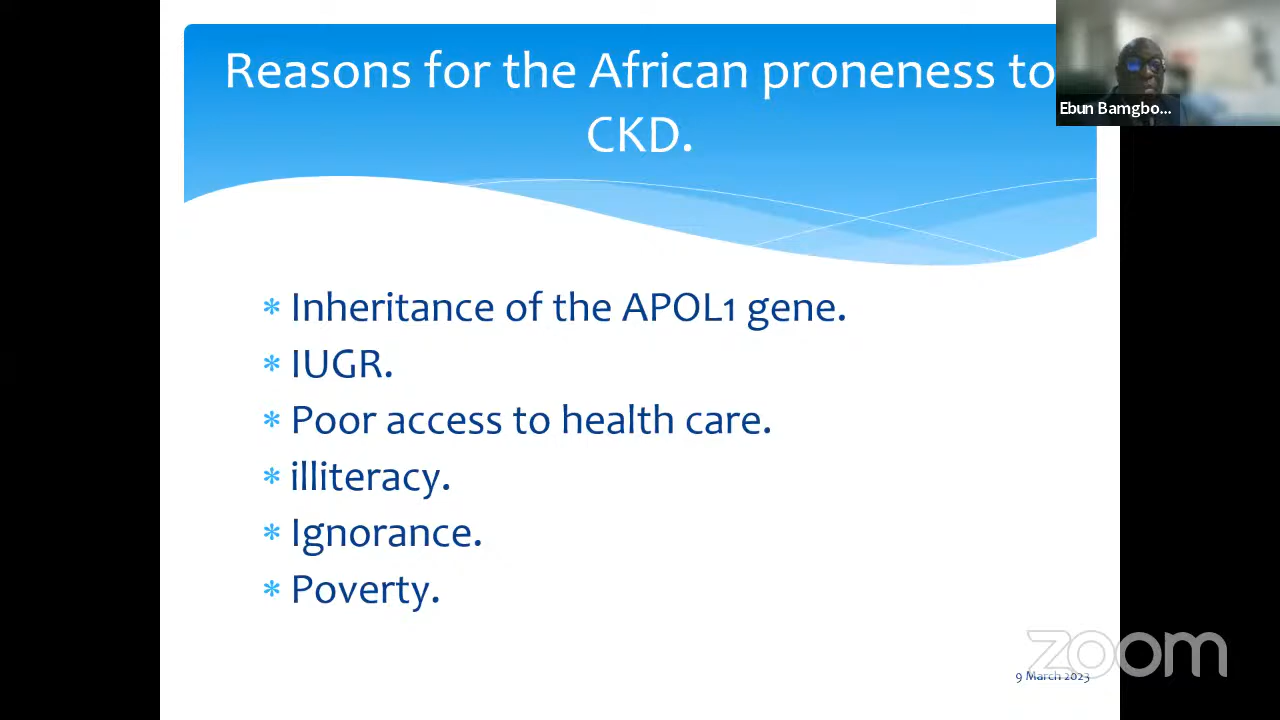 Reasons for the African proneness to
CKD.
Ebun Bamgbo...
* Inheritance of the APOL1 gene.
* IUGR.
* Poor access to health care.
* illiteracy.
* Ignorance.
* Poverty.
zoom
9 March 2023